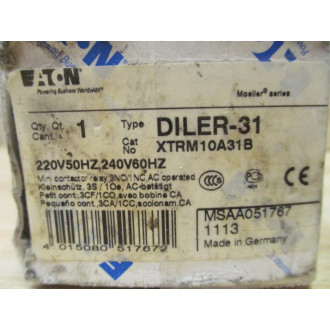 EATON
Powering Business Worldwide
Moeller® series
Qty. Qt.
Cant.
1
Type
DILER-31
Cat
No
XTRM10A31B
220V50HZ,240V60HZ
Mini contactor relay 3NO/1NC,AC operated
Kleinschütz, 3S / 1Oe, AC-betätigt
Petit cont.,3CF/1CO,avec bobine CA
Pequeño cont.,3CA/1CC,accionam.CA
CCC
4 015080 517672
MSAA051767
1113
Made in Germany